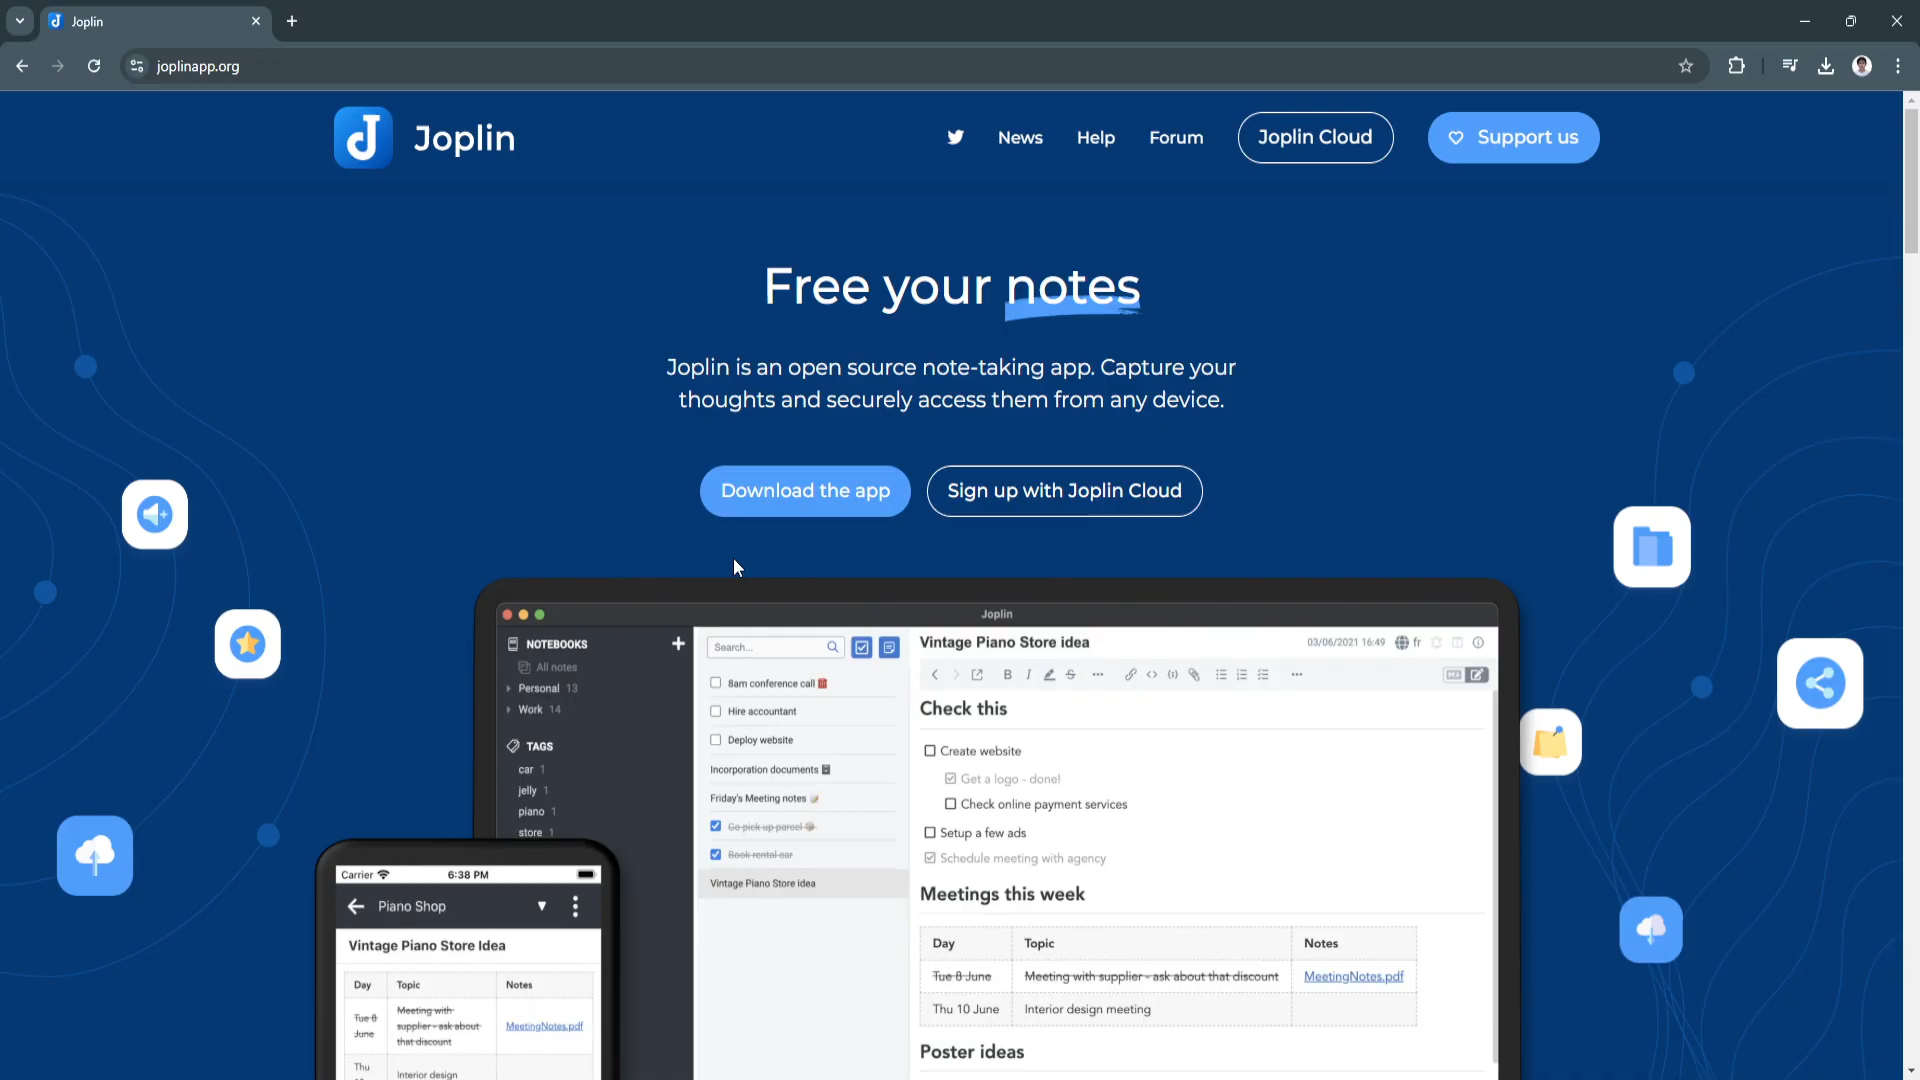 Joplin
joplinapp.org
Joplin
News
Help
Forum
Joplin Cloud
Support us
Free your notes
Joplin is an open source note-taking app. Capture your
thoughts and securely access them from any device.
Download the app
Sign up with Joplin Cloud
Joplin
NOTEBOOKS
All notes
Personal 13
Work 14
TAGS
car 1
jelly 1
piano 1
store 1
Search...
8am conference call
Hire accountant
Deploy website
Incorporation documents
Friday's Meeting notes
Go pick up parcel
Book rental car
Vintage Piano Store idea
Vintage Piano Store idea
03/06/2021 16:49
fr
B I S
Check this
Create website
Get a logo - done!
Check online payment services
Setup a few ads
Schedule meeting with agency
Meetings this week
Day Topic Notes
Tue 8 June Meeting with supplier - ask about that discount MeetingNotes.pdf
Thu 10 June Interior design meeting
Poster ideas
Carrier 6:38 PM
Piano Shop
Vintage Piano Store Idea
Day Topic Notes
Tue 8
June
Meeting with
supplier - ask about
that discount
MeetingNotes.pdf
Thu
Interior design